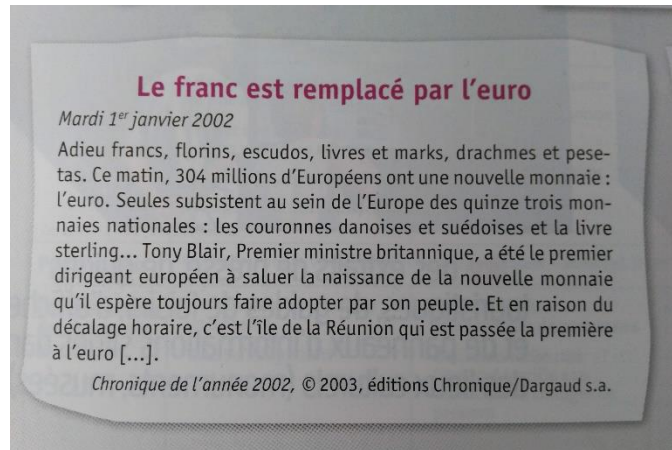 Le franc est remplacé par l'euro
Mardi 1er janvier 2002
Adieu francs, florins, escudos, livres et marks, drachmes et pese-
tas. Ce matin, 304 millions d'Européens ont une nouvelle monnaie :
l'euro. Seules subsistent au sein de l'Europe des quinze trois mon-
naies nationales : les couronnes danoises et suédoises et la livre
sterling... Tony Blair, Premier ministre britannique, a été le premier
dirigeant européen à saluer la naissance de la nouvelle monnaie
qu'il espère toujours faire adopter par son peuple. Et en raison du
décalage horaire, c'est l'île de la Réunion qui est passée la première
à l'euro [...].
Chronique de l'année 2002, © 2003, éditions Chronique/Dargaud s.a.